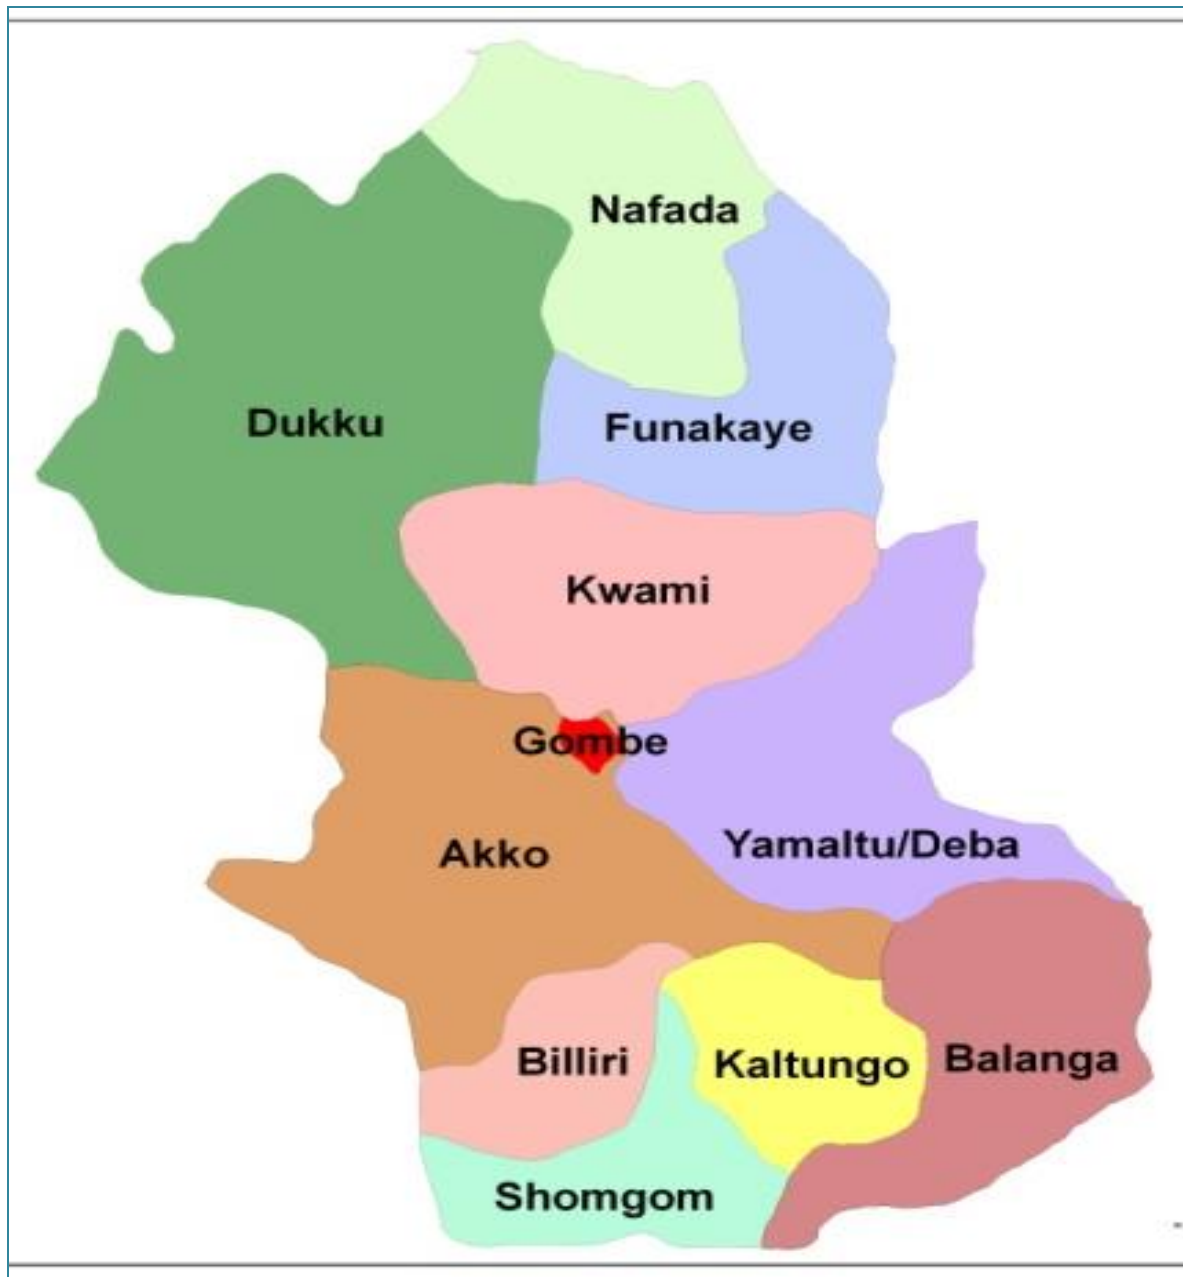 Nafada
Dukku
Funakaye
Kwami
Gombe
Yamaltu/Deba
Akko
Billiri
Kaltungo
Balanga
Shomgom